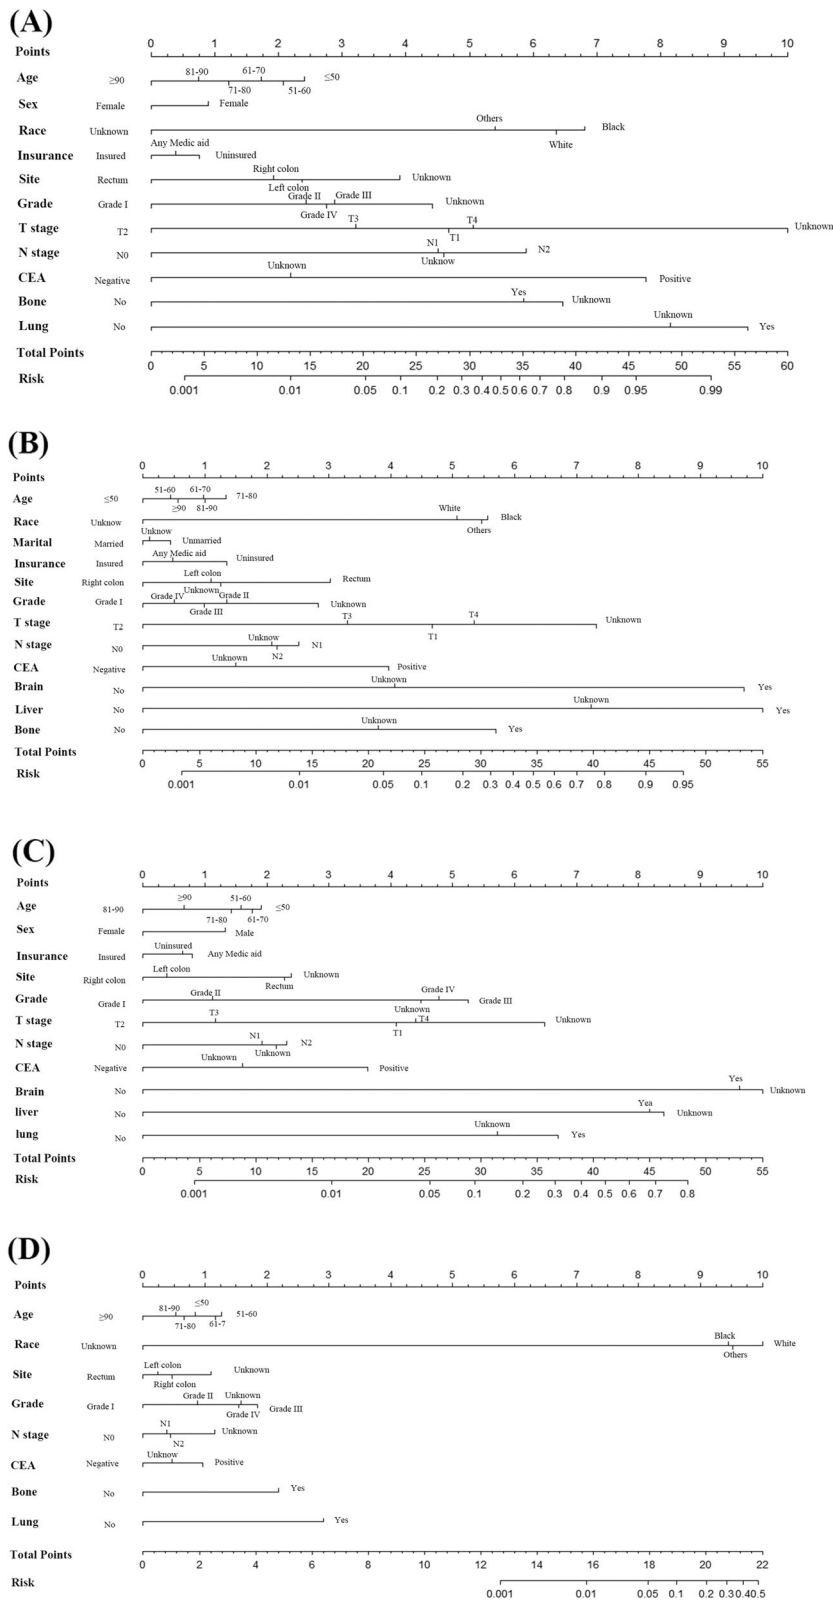 (A)
Points 0 1 2 3 4 5 6 7 8 9 10
Age ≥90 81-90 71-80 61-70 51-60 ≤50
Sex Female Female
Race Unknown Others White Black
Insurance Insured Any Medic aid Uninsured
Site Rectum Right colon Left colon Unknown
Grade Grade I Grade II Grade IV Grade III Unknown
T stage T2 T3 T1 T4 Unknown
N stage N0 N1 Unknow N2
CEA Negative Unknown Positive
Bone No Yes Unknown
Lung No Unknown Yes
Total Points 0 5 10 15 20 25 30 35 40 45 50 55 60
Risk 0.001 0.01 0.05 0.1 0.2 0.3 0.4 0.5 0.6 0.7 0.8 0.9 0.95 0.99
(B)
Points 0 1 2 3 4 5 6 7 8 9 10
Age ≤50 51-60 ≥90 61-70 81-90 71-80
Race Unknow White Others Black
Marital Married Unknow Unmarried
Insurance Insured Any Medic aid Uninsured
Site Right colon Left colon Unknown Rectum
Grade Grade I Grade IV Grade III Grade II Unknown
T stage T2 T3 T1 T4 Unknown
N stage N0 Unknow N2 N1
CEA Negative Unknown Positive
Brain No Unknown Yes
Liver No Unknown Yes
Bone No Unknown Yes
Total Points 0 5 10 15 20 25 30 35 40 45 50 55
Risk 0.001 0.01 0.05 0.1 0.2 0.3 0.4 0.5 0.6 0.7 0.8 0.9 0.95
(C)
Points 0 1 2 3 4 5 6 7 8 9 10
Age 81-90 ≥90 71-80 51-60 61-70 ≤50
Sex Female Male
Insurance Insured Uninsured Any Medic aid
Site Right colon Left colon Rectum Unknown
Grade Grade I Grade II Unknown Grade IV Grade III
T stage T2 T3 T1 T4 Unknown
N stage N0 N1 Unknown N2
CEA Negative Unknown Positive
Brain No Yes Unknown
liver No Yea Unknown
lung No Unknown Yes
Total Points 0 5 10 15 20 25 30 35 40 45 50 55
Risk 0.001 0.01 0.05 0.1 0.2 0.3 0.4 0.5 0.6 0.7 0.8
(D)
Points 0 1 2 3 4 5 6 7 8 9 10
Age ≥90 81-90 71-80 ≤50 61-7 51-60
Race Unknown Black Others White
Site Rectum Left colon Right colon Unknown
Grade Grade I Grade II Unknown Grade IV Grade III
N stage N0 N1 N2 Unknown
CEA Negative Unknow Positive
Bone No Yes
Lung No Yes
Total Points 0 2 4 6 8 10 12 14 16 18 20 22
Risk 0.001 0.01 0.05 0.1 0.2 0.3 0.4 0.5